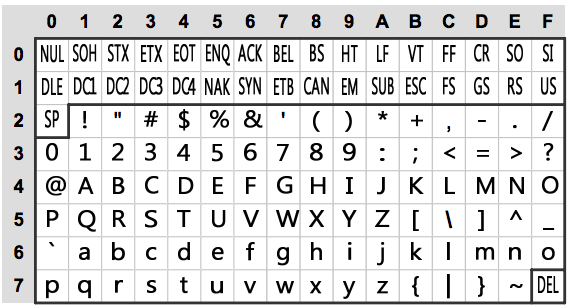 0 1 2 3 4 5 6 7 8 9 A B C D E F
0 NUL SOH STX ETX EOT ENQ ACK BEL BS HT LF VT FF CR SO SI
1 DLE DC1 DC2 DC3 DC4 NAK SYN ETB CAN EM SUB ESC FS GS RS US
2 SP ! " # $ % & ' ( ) * + , - . /
3 0 1 2 3 4 5 6 7 8 9 : ; < = > ?
4 @ A B C D E F G H I J K L M N O
5 P Q R S T U V W X Y Z [ \ ] ^ _
6 ` a b c d e f g h i j k l m n o
7 p q r s t u v w x y z { | } ~ DEL